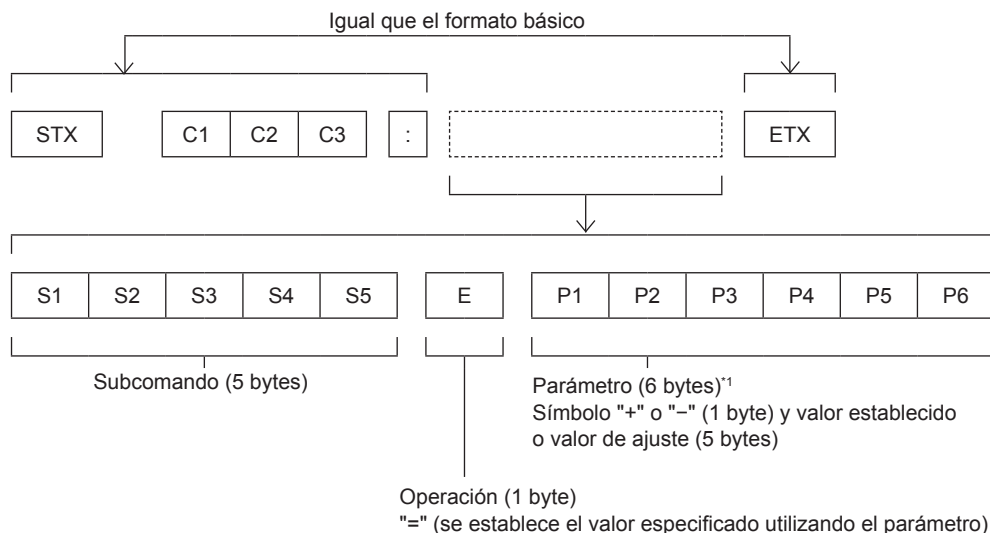 Igual que el formato básico
STX C1 C2 C3 : ETX
S1 S2 S3 S4 S5 E P1 P2 P3 P4 P5 P6
Subcomando (5 bytes)
Parámetro (6 bytes)*1
Símbolo "+" o "−" (1 byte) y valor establecido
o valor de ajuste (5 bytes)
Operación (1 byte)
"=" (se establece el valor especificado utilizando el parámetro)